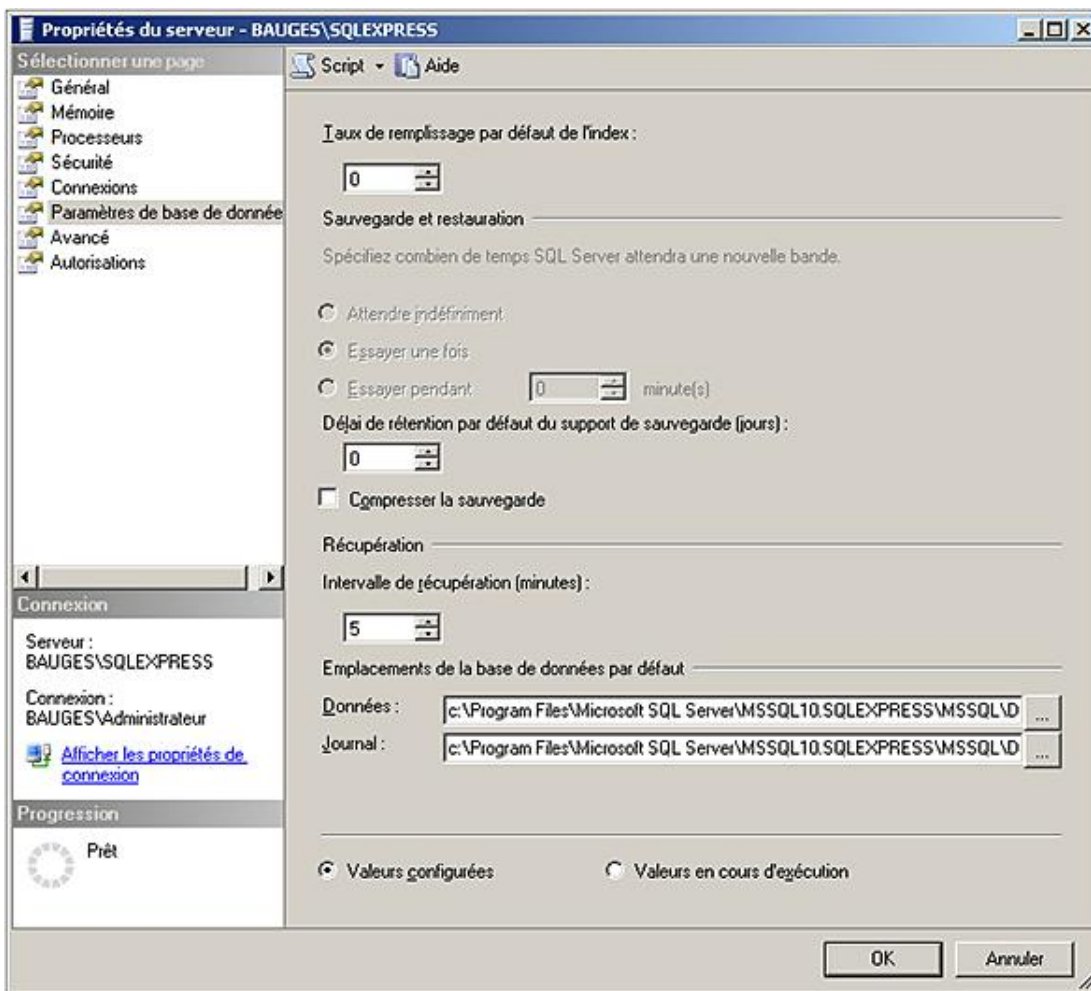 Propriétés du serveur - BAUGES\SQLEXPRESS
Sélectionner une page
Général
Mémoire
Processeurs
Sécurité
Connexions
Paramètres de base de donnée
Avancé
Autorisations
Connexion
Serveur :
BAUGES\SQLEXPRESS
Connexion :
BAUGES\Administrateur
Afficher les propriétés de
connexion
Progression
Prêt
Script Aide
Taux de remplissage par défaut de l'index :
0
Sauvegarde et restauration
Spécifiez combien de temps SQL Server attendra une nouvelle bande.
Attendre indéfiniment
Essayer une fois
Essayer pendant 0 minute(s)
Délai de rétention par défaut du support de sauvegarde (jours) :
0
Compresser la sauvegarde
Récupération
Intervalle de récupération (minutes) :
5
Emplacements de la base de données par défaut
Données : c:\Program Files\Microsoft SQL Server\MSSQL10.SQLEXPRESS\MSSQL\D ...
Journal : c:\Program Files\Microsoft SQL Server\MSSQL10.SQLEXPRESS\MSSQL\D ...
Valeurs configurées Valeurs en cours d'exécution
OK Annuler